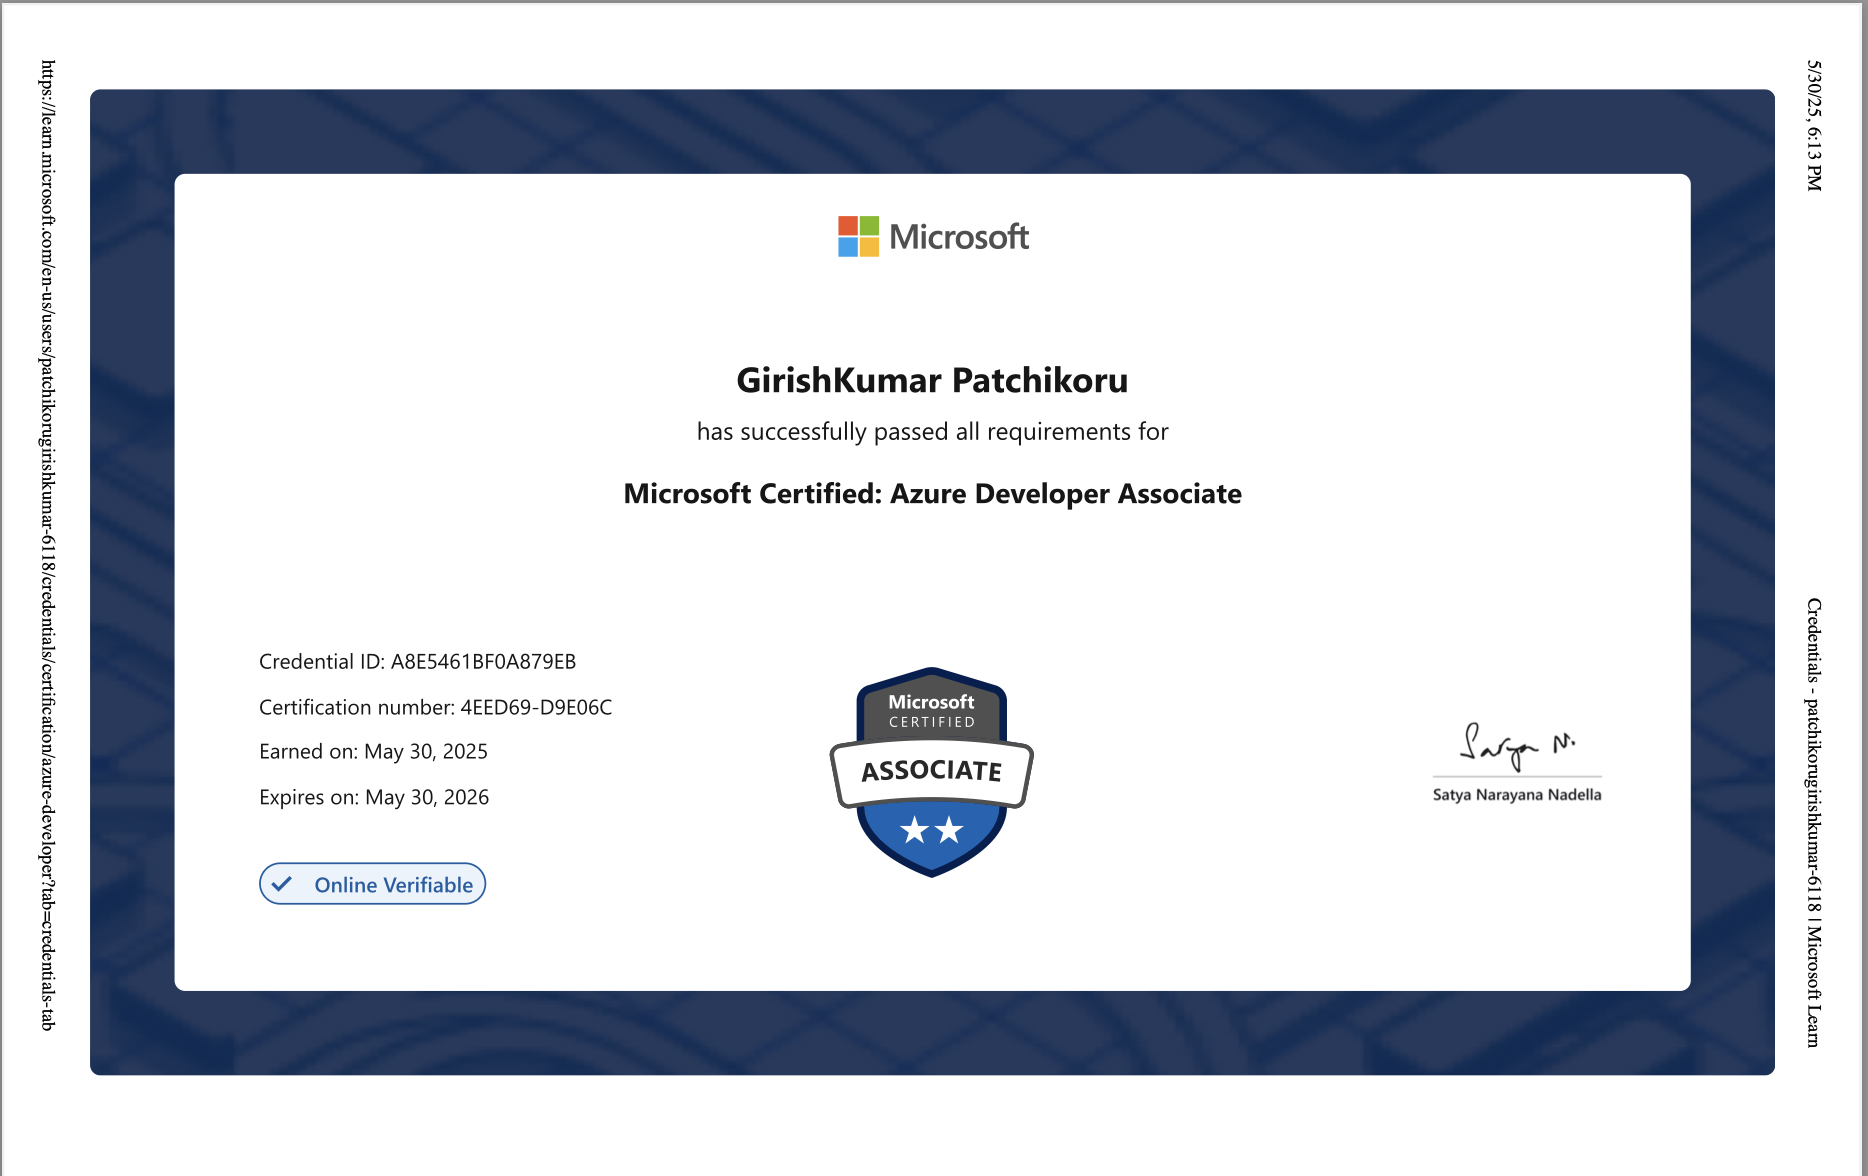 5/30/25, 6:13 PM
Credentials - patchikorugirishkumar-6118 | Microsoft Learn
Microsoft
GirishKumar Patchikoru
has successfully passed all requirements for
Microsoft Certified: Azure Developer Associate
Credential ID: A8E5461BF0A879EB
Certification number: 4EED69-D9E06C
Earned on: May 30, 2025
Expires on: May 30, 2026
Online Verifiable
Microsoft
CERTIFIED
ASSOCIATE
Satya N.
Satya Narayana Nadella
https://learn.microsoft.com/en-us/users/patchikorugirishkumar-6118/credentials/certification/azure-developer?tab=credentials-tab